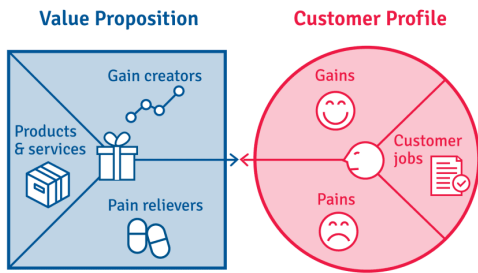 Value Proposition
Customer Profile
Gain creators
Products
& services
Pain relievers
Gains
Customer
jobs
Pains